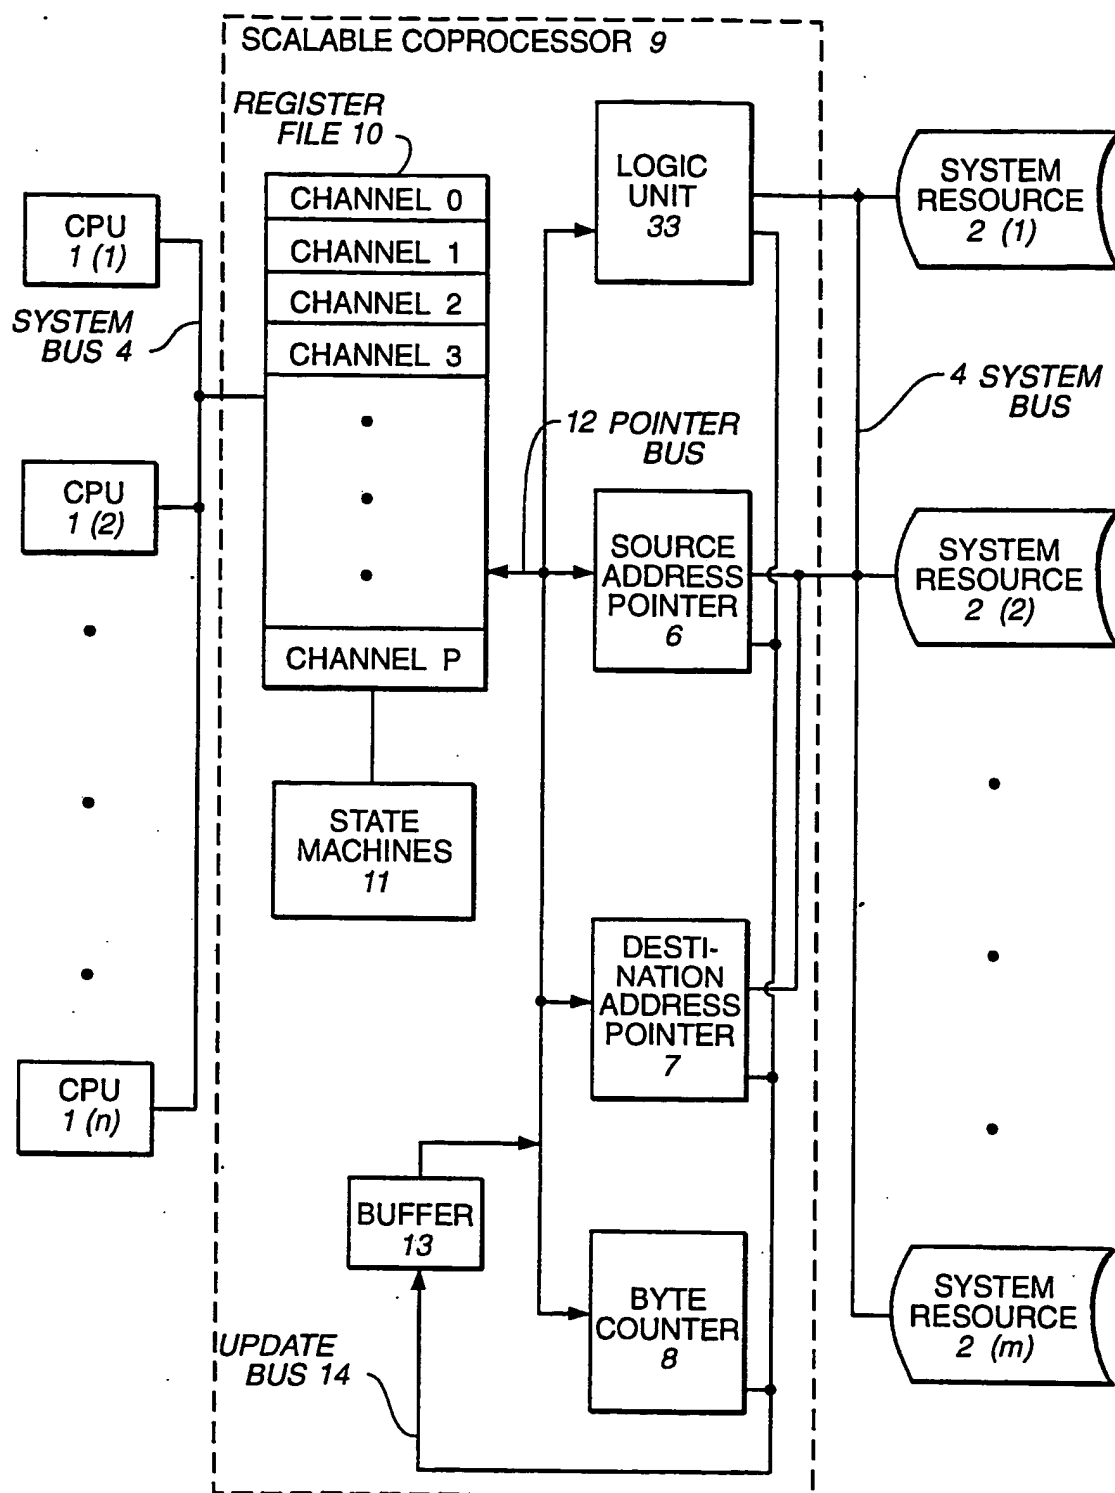 SCALABLE COPROCESSOR 9
REGISTER
FILE 10
CHANNEL 0
CHANNEL 1
CHANNEL 2
CHANNEL 3
CHANNEL P
STATE
MACHINES
11
CPU
1 (1)
SYSTEM
BUS 4
CPU
1 (2)
CPU
1 (n)
LOGIC
UNIT
33
12 POINTER
BUS
SOURCE
ADDRESS
POINTER
6
DESTI-
NATION
ADDRESS
POINTER
7
BUFFER
13
BYTE
COUNTER
8
UPDATE
BUS 14
SYSTEM
RESOURCE
2 (1)
4 SYSTEM
BUS
SYSTEM
RESOURCE
2 (2)
SYSTEM
RESOURCE
2 (m)